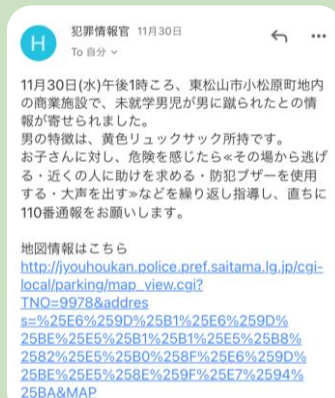 H
犯罪情報官 11月30日
To 自分
11月30日(水)午後1時ころ、東松山市小松原町地内
の商業施設で、未就学男児が男に蹴られたとの情
報が寄せられました。
男の特徴は、黄色リュックサック所持です。
お子さんに対し、危険を感じたら≪その場から逃げ
る・近くの人に助けを求める・防犯ブザーを使用
する・大声を出す≫などを繰り返し指導し、直ちに
110番通報をお願いします。
地図情報はこちら
http://jyouhoukan.police.pref.saitama.lg.jp/cgi-
local/parking/map_view.cgi?
TNO=9978&addres
s=%25E6%259D%25B1%25E6%259D%
25BE%25E5%25B1%25B1%25E5%25B8%
2582%25E5%25B0%258F%25E6%259D%
25BE%25E5%258E%259F%25E7%2594%
25BA&MAP